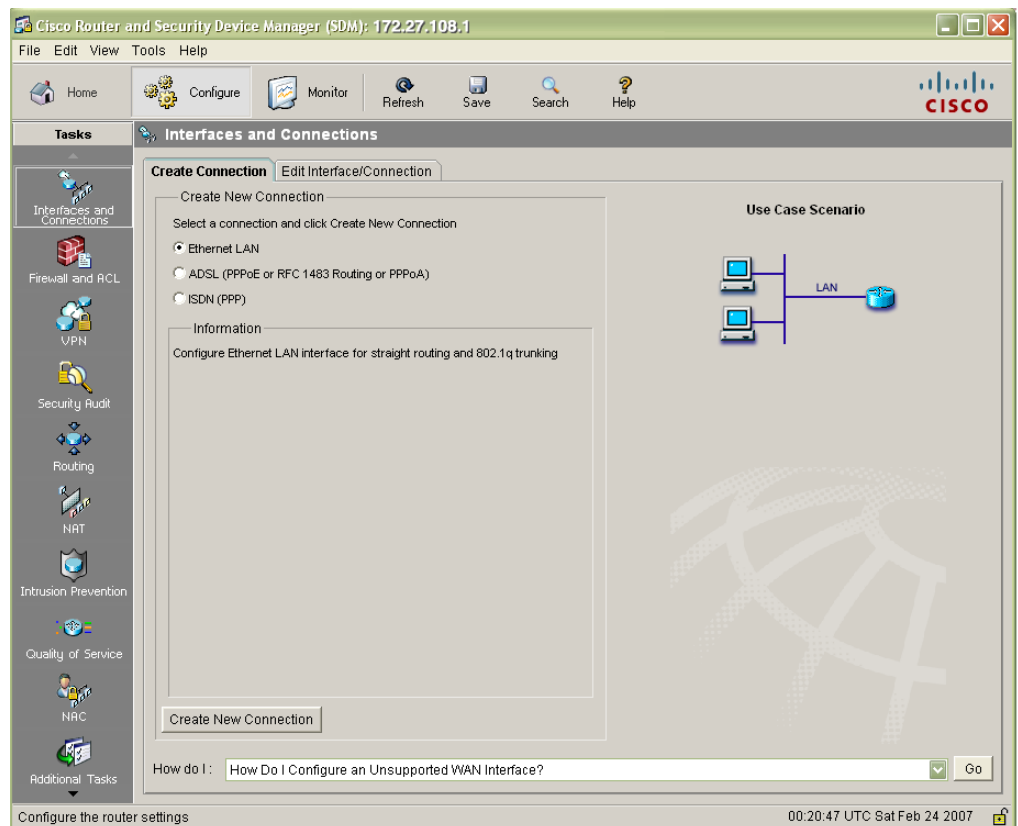 Cisco Router and Security Device Manager (SDM): 172.27.108.1
File Edit View Tools Help
Home Configure Monitor Refresh Save Search Help
CISCO
Tasks
Interfaces and Connections
Create Connection Edit Interface/Connection
Interfaces and
Connections
Firewall and ACL
VPN
Security Audit
Routing
NAT
Intrusion Prevention
Quality of Service
NAC
Additional Tasks
Create New Connection
Select a connection and click Create New Connection
Ethernet LAN
ADSL (PPPoE or RFC 1483 Routing or PPPoA)
ISDN (PPP)
Information
Configure Ethernet LAN interface for straight routing and 802.1q trunking
Use Case Scenario
LAN
Create New Connection
How do I : How Do I Configure an Unsupported WAN Interface? Go
Configure the router settings 00:20:47 UTC Sat Feb 24 2007